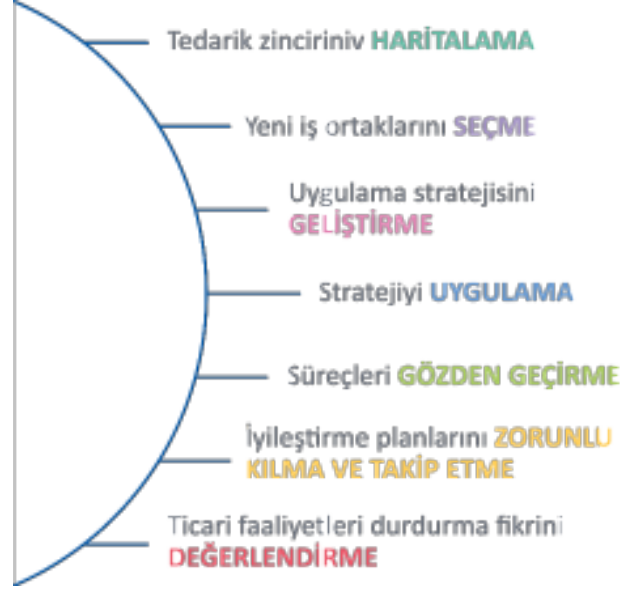 Tedarik zinciriniv HARİTALAMA
Yeni iş ortaklarını SEÇME
Uygulama stratejisini
GELİŞTİRME
Stratejiyi UYGULAMA
Süreçleri GÖZDEN GEÇİRME
İyileştirme planlarını ZORUNLU
KILMA VE TAKİP ETME
Ticari faaliyetleri durdurma fikrini
DEĞERLENDİRME